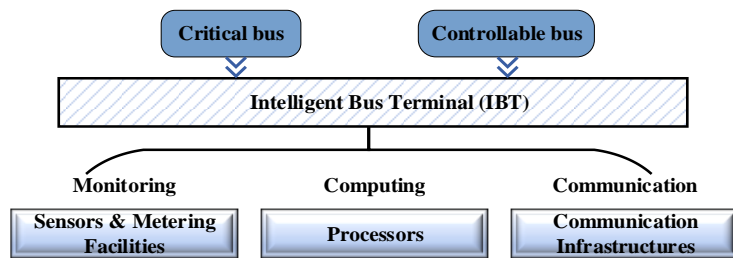 Critical bus
Controllable bus
Intelligent Bus Terminal (IBT)
Monitoring
Computing
Communication
Sensors & Metering
Facilities
Processors
Communication
Infrastructures